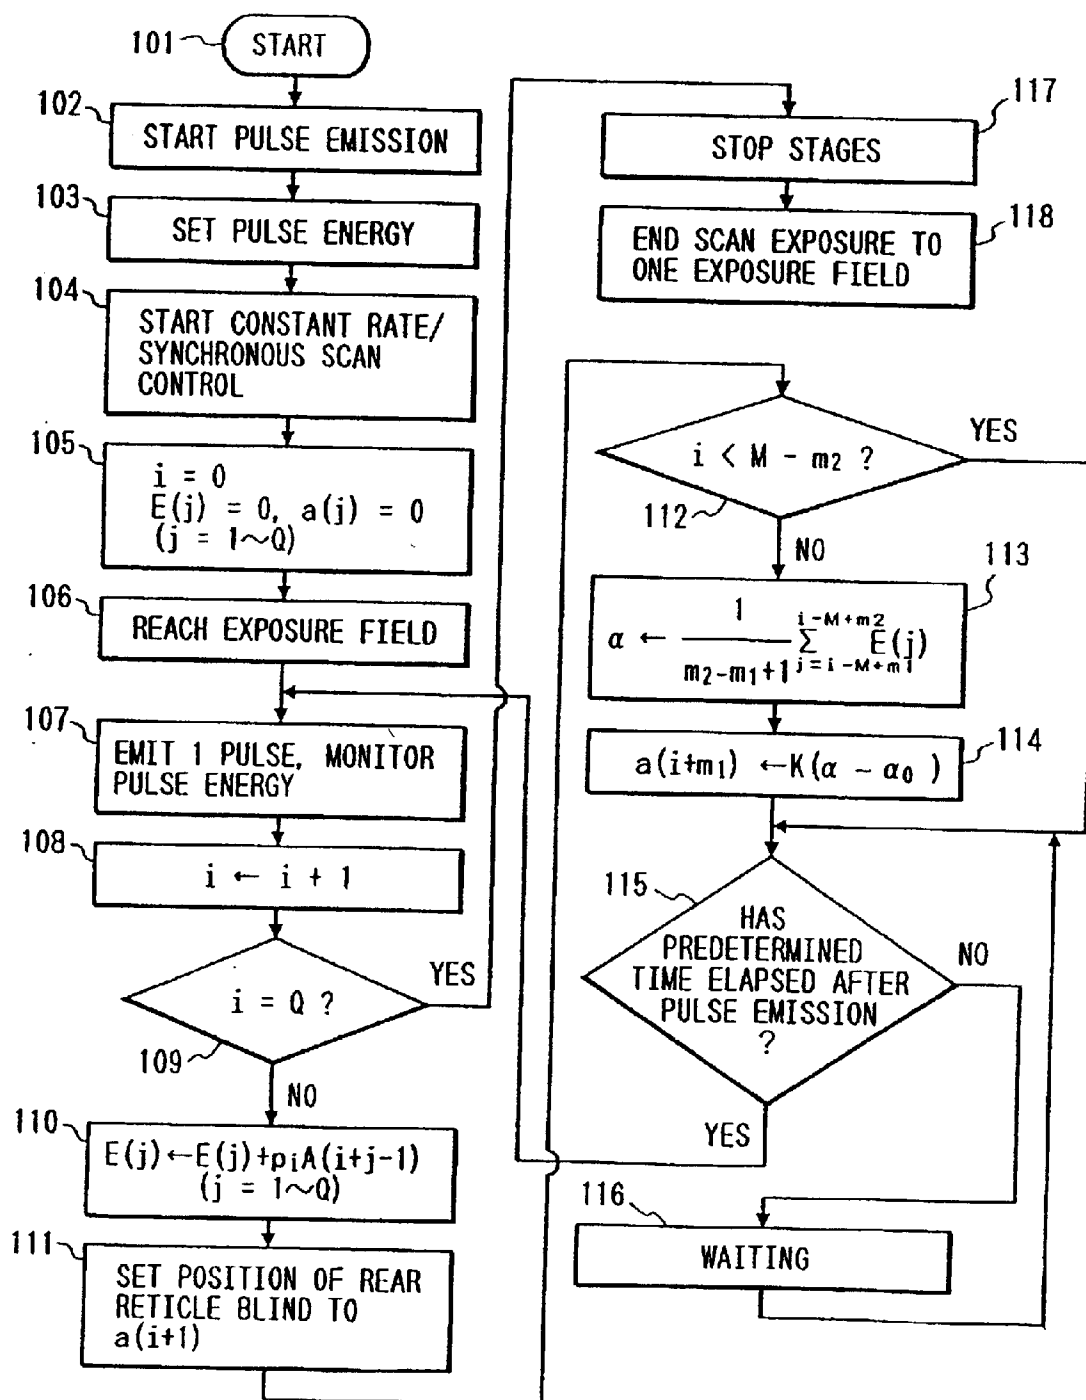 101
START
102
START PULSE EMISSION
103
SET PULSE ENERGY
104
START CONSTANT RATE/
SYNCHRONOUS SCAN
CONTROL
105
i = 0
E(j) = 0, a(j) = 0
(j = 1~Q)
106
REACH EXPOSURE FIELD
107
EMIT 1 PULSE, MONITOR
PULSE ENERGY
108
i ← i + 1
i = Q ?
YES
109
NO
110
E(j)←E(j)+piA(i+j-1)
(j = 1~Q)
111
SET POSITION OF REAR
RETICLE BLIND TO
a(i+1)
117
STOP STAGES
118
END SCAN EXPOSURE TO
ONE EXPOSURE FIELD
i < M - m2 ?
YES
112
NO
113
α ← 1/(m2-m1+1) Σ_{j=i-M+m1}^{i-M+m2} E(j)
114
a(i+m1) ←K(α - α0 )
115
HAS
PREDETERMINED
TIME ELAPSED AFTER
PULSE EMISSION
?
NO
YES
116
WAITING